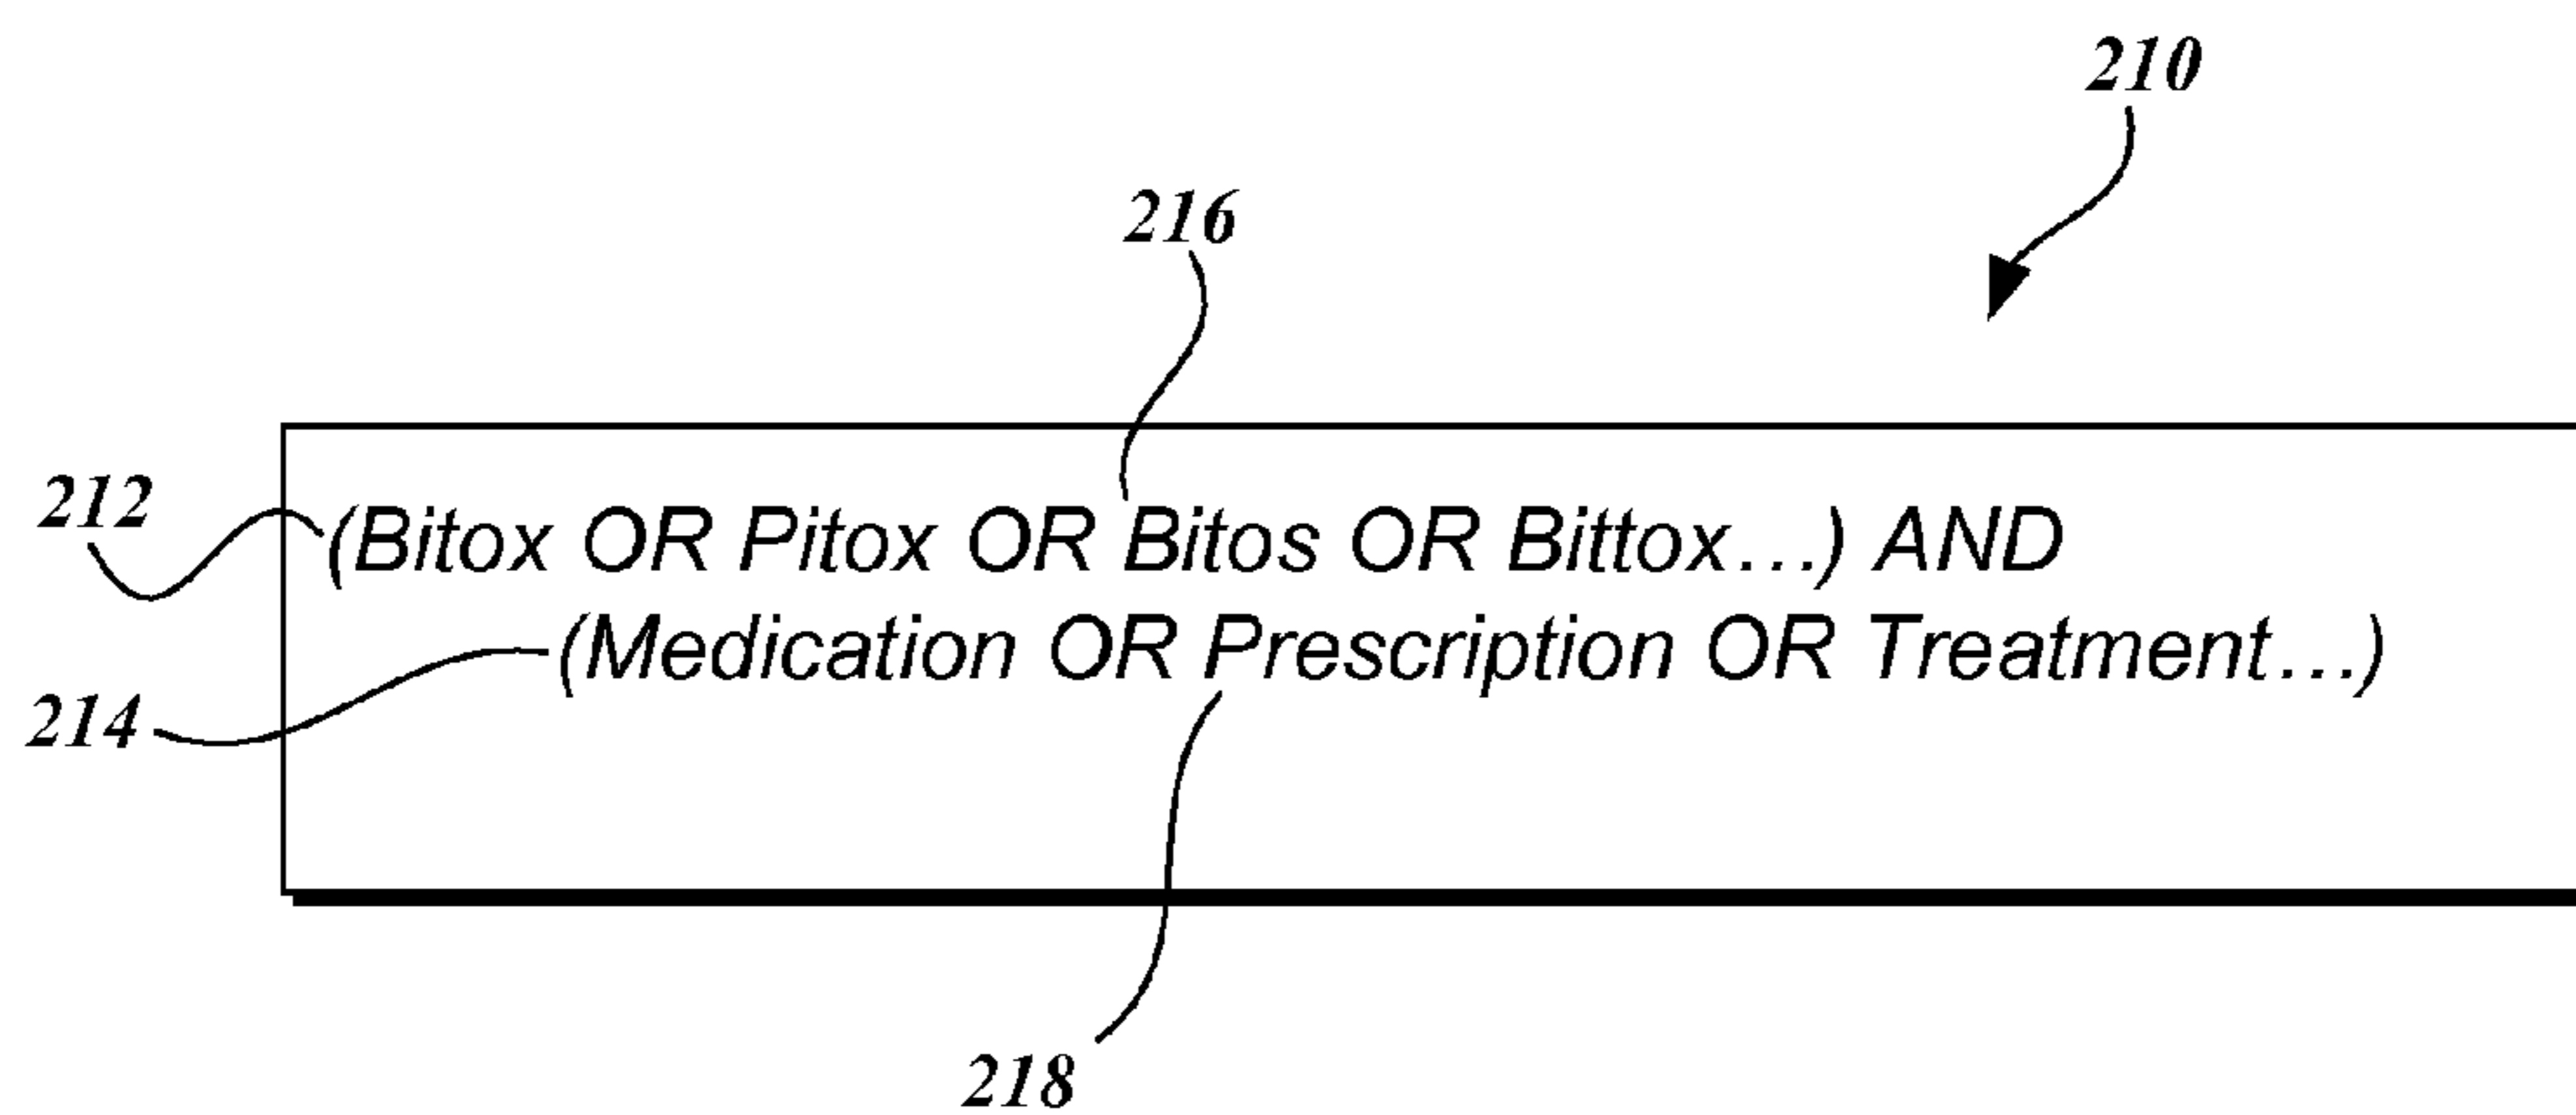 210
216
212
(Bitox OR Pitox OR Bitos OR Bittox...) AND
(Medication OR Prescription OR Treatment...)
214
218